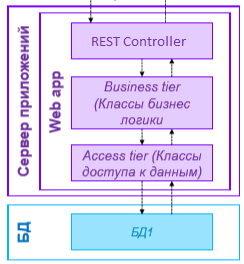 Сервер приложений
Web app
REST Controller
Business tier
(Классы бизнес
логики
Access tier (Классы
доступа к данным)
БД
БД1